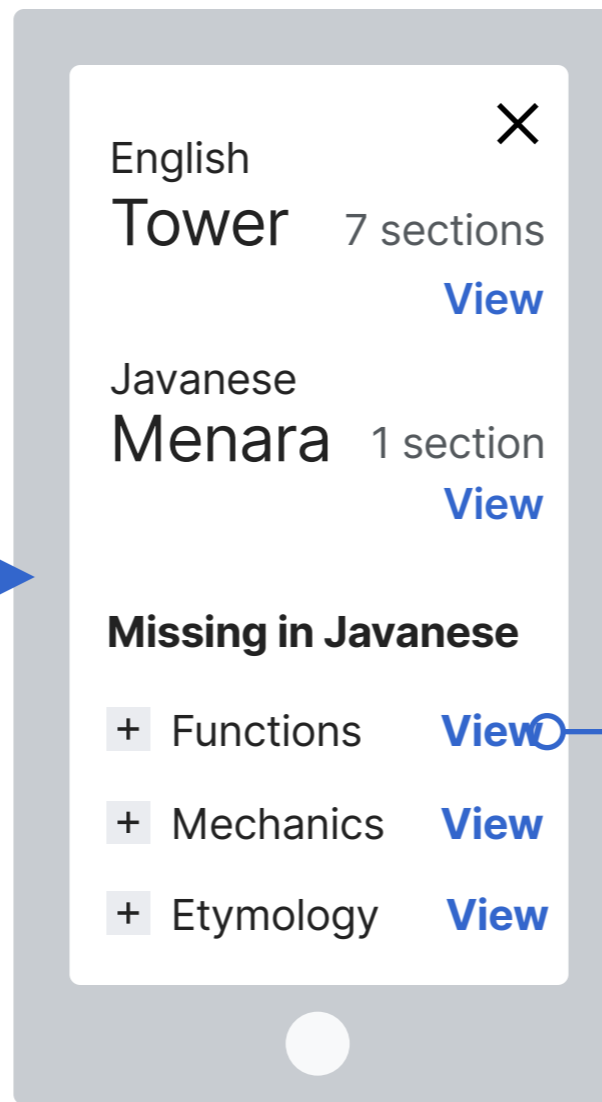 English
Tower 7 sections
View
Javanese
Menara 1 section
View
Missing in Javanese
+ Functions View
+ Mechanics View
+ Etymology View